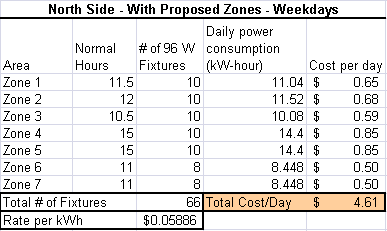 North Side - With Proposed Zones - Weekdays
Area Normal Hours # of 96 W Fixtures Daily power consumption (kW-hour) Cost per day
Zone 1 11.5 10 11.04 $ 0.65
Zone 2 12 10 11.52 $ 0.68
Zone 3 10.5 10 10.08 $ 0.59
Zone 4 15 10 14.4 $ 0.85
Zone 5 15 10 14.4 $ 0.85
Zone 6 11 8 8.448 $ 0.50
Zone 7 11 8 8.448 $ 0.50
Total # of Fixtures 66 Total Cost/Day $ 4.61
Rate per kWh $0.05886